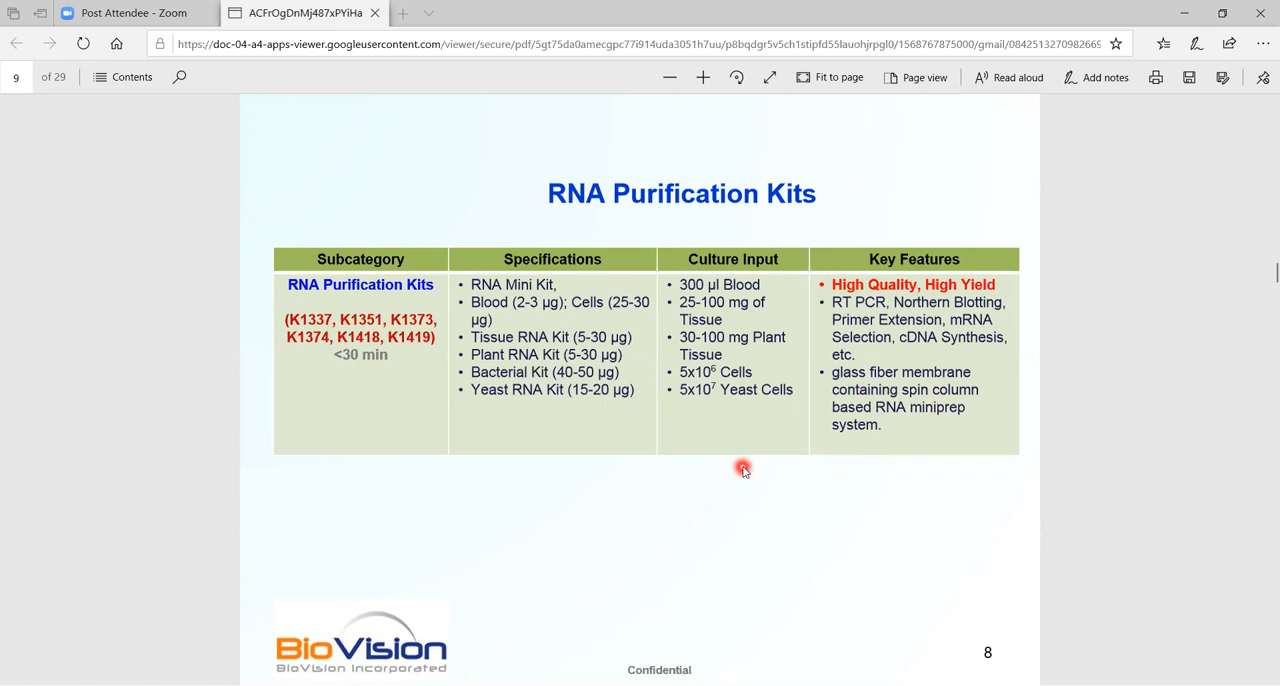 Post Attendee - Zoom
ACFrOgDnMj487xPYiHa
https://doc-04-a4-apps-viewer.googleusercontent.com/viewer/secure/pdf/5gt75da0amecgpc77i914uda3051h7uu/p8bqdgr5v5ch1stipfd55lauohjrpgl0/1568767875000/gmail/0842513270982669
9 of 29 Contents Fit to page Page view Read aloud Add notes
RNA Purification Kits
Subcategory
RNA Purification Kits
(K1337, K1351, K1373,
K1374, K1418, K1419)
<30 min
Specifications
• RNA Mini Kit,
• Blood (2-3 µg); Cells (25-30
µg)
• Tissue RNA Kit (5-30 µg)
• Plant RNA Kit (5-30 µg)
• Bacterial Kit (40-50 µg)
• Yeast RNA Kit (15-20 µg)
Culture Input
• 300 µl Blood
• 25-100 mg of
Tissue
• 30-100 mg Plant
Tissue
• 5x10⁶ Cells
• 5x10⁷ Yeast Cells
Key Features
• High Quality, High Yield
• RT PCR, Northern Blotting,
Primer Extension, mRNA
Selection, cDNA Synthesis,
etc.
• glass fiber membrane
containing spin column
based RNA miniprep
system.
BioVision
BioVision Incorporated
Confidential
8